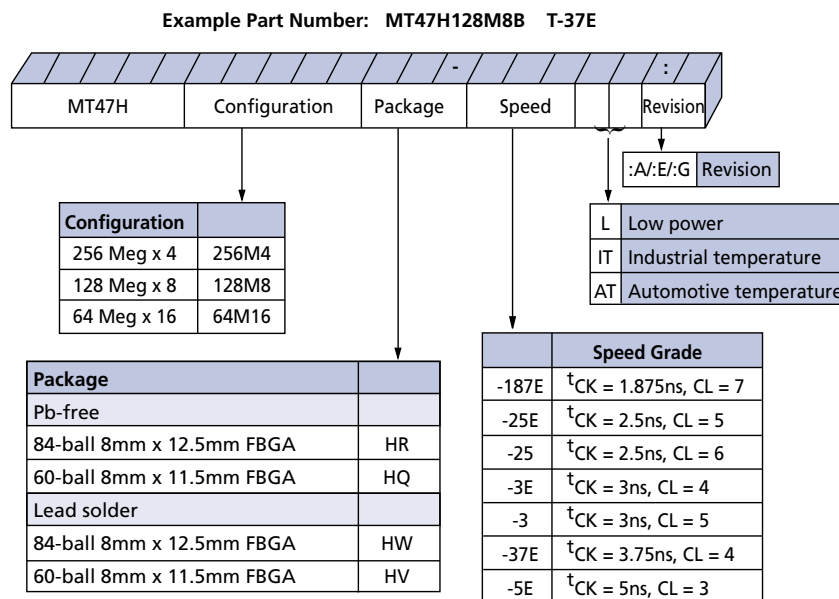 Example Part Number: MT47H128M8B T-37E
- :
MT47H Configuration Package Speed Revision
:A/:E/:G Revision
L Low power
IT Industrial temperature
AT Automotive temperature
Configuration
256 Meg x 4 256M4
128 Meg x 8 128M8
64 Meg x 16 64M16
Package
Pb-free
84-ball 8mm x 12.5mm FBGA HR
60-ball 8mm x 11.5mm FBGA HQ
Lead solder
84-ball 8mm x 12.5mm FBGA HW
60-ball 8mm x 11.5mm FBGA HV
Speed Grade
-187E tCK = 1.875ns, CL = 7
-25E tCK = 2.5ns, CL = 5
-25 tCK = 2.5ns, CL = 6
-3E tCK = 3ns, CL = 4
-3 tCK = 3ns, CL = 5
-37E tCK = 3.75ns, CL = 4
-5E tCK = 5ns, CL = 3